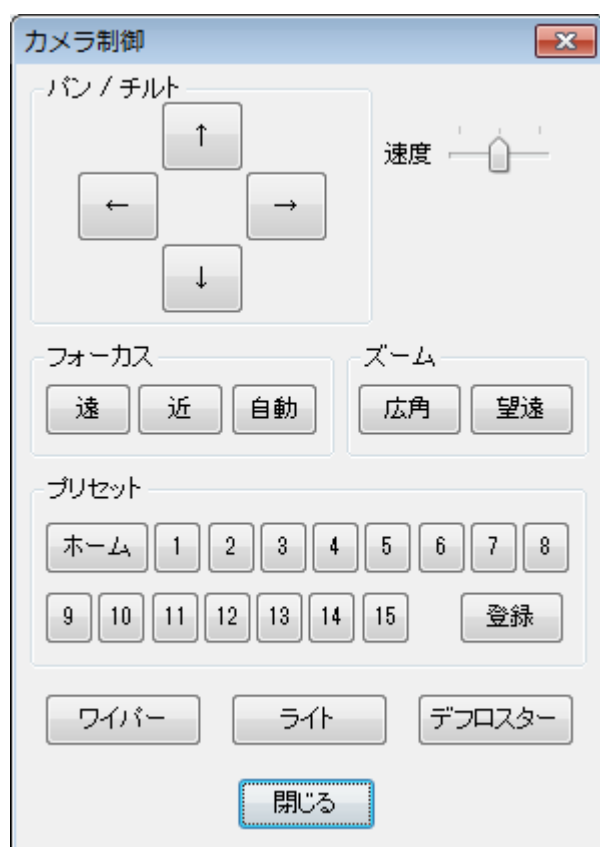 カメラ制御
パン / チルト
↑
速度
← →
↓
フォーカス ズーム
遠 近 自動 広角 望遠
プリセット
ホーム 1 2 3 4 5 6 7 8
9 10 11 12 13 14 15 登録
ワイパー ライト デフロスター
閉じる